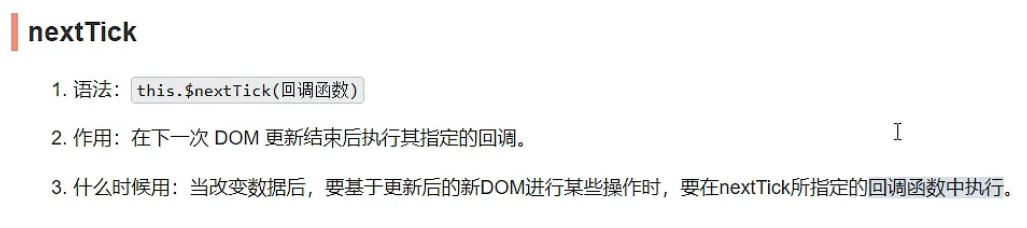 nextTick
1. 语法：this.$nextTick(回调函数)
2. 作用：在下一次 DOM 更新结束后执行其指定的回调。
3. 什么时候用：当改变数据后，要基于更新后的新DOM进行某些操作时，要在nextTick所指定的回调函数中执行。